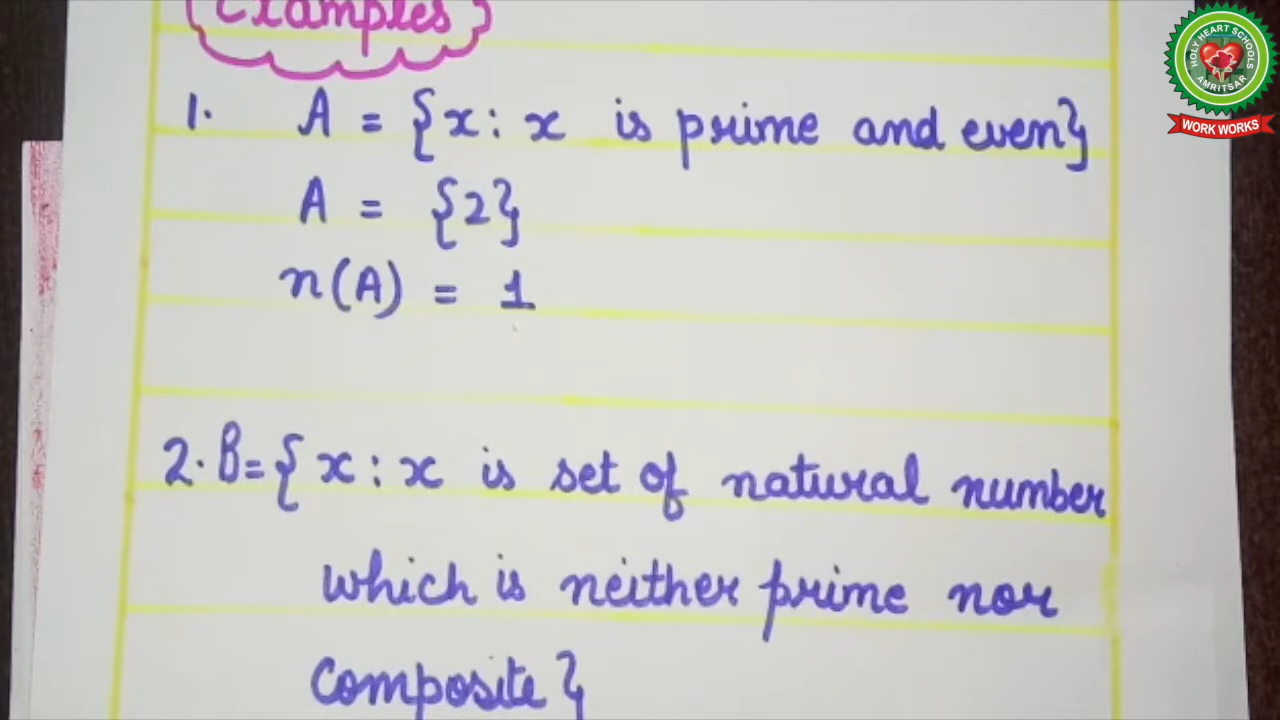 Examples
1. A = {x: x is prime and even}
A = {2}
n(A) = 1
2. B={x:x is set of natural number
which is neither prime nor
composite}
HOLY HEART SCHOOLS
AMRITSAR
WORK WORKS